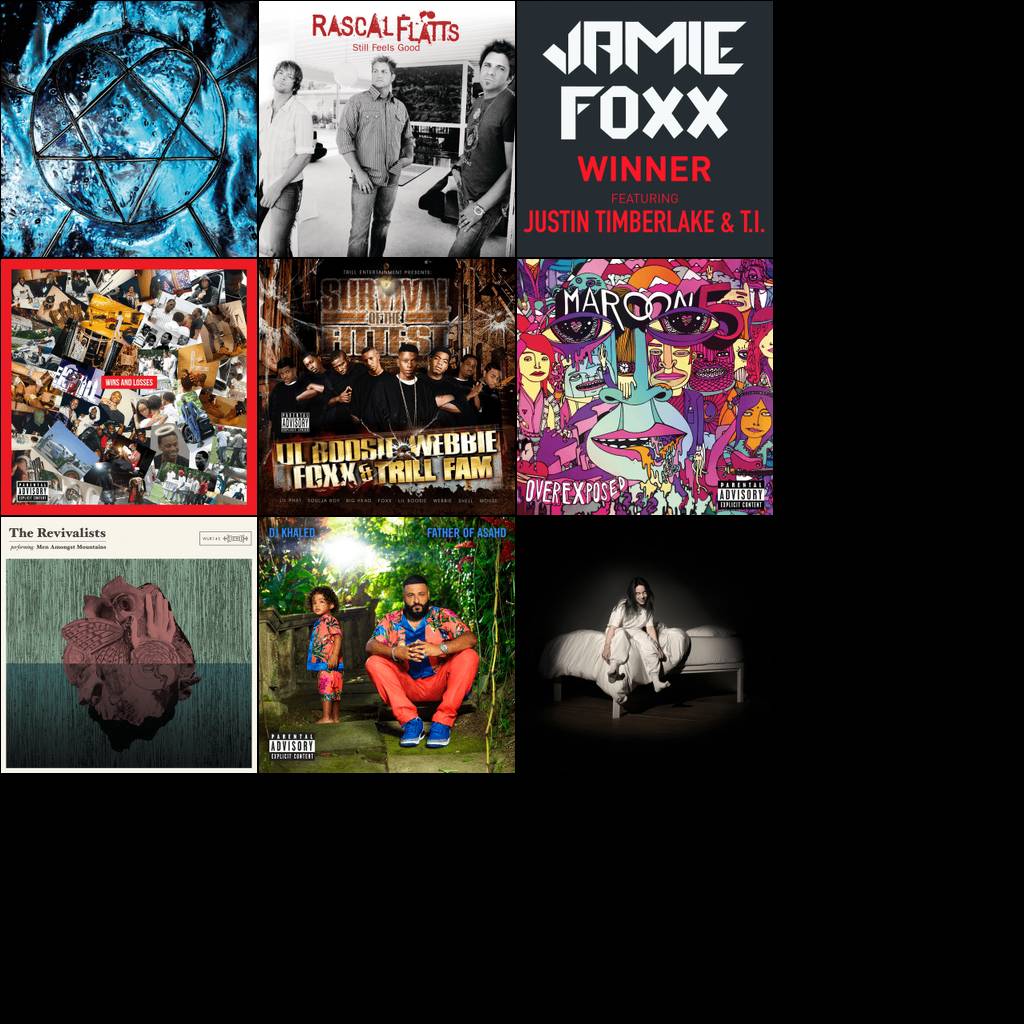 RASCAL FLATTS
Still Feels Good
JAMIE
FOXX
WINNER
FEATURING
JUSTIN TIMBERLAKE & T.I.
WINS AND LOSSES
PARENTAL
ADVISORY
EXPLICIT CONTENT
TRILL ENTERTAINMENT PRESENTS:
SURVIVAL
OF THE
FITTEST
PARENTAL
ADVISORY
EXPLICIT CONTENT
LIL BOOSIE WEBBIE
FOXX & TRILL FAM
LIL PHAT SOULJA BOY BIG HEAD FOXX LIL BOOSIE WEBBIE SHELL MOUSE
MAROON 5
OVEREXPOSED
PARENTAL
ADVISORY
EXPLICIT CONTENT
The Revivalists
performing Men Amongst Mountains
DJ KHALED
FATHER OF ASAHD
PARENTAL
ADVISORY
EXPLICIT CONTENT